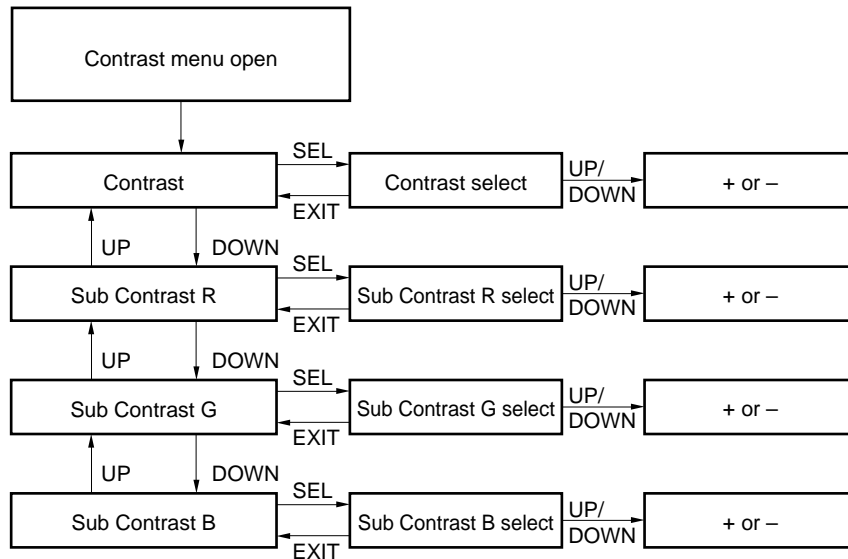 Contrast menu open
SEL
Contrast
Contrast select
UP/
DOWN
+ or –
EXIT
UP
DOWN
SEL
Sub Contrast R
Sub Contrast R select
UP/
DOWN
+ or –
EXIT
UP
DOWN
SEL
Sub Contrast G
Sub Contrast G select
UP/
DOWN
+ or –
EXIT
UP
DOWN
SEL
Sub Contrast B
Sub Contrast B select
UP/
DOWN
+ or –
EXIT